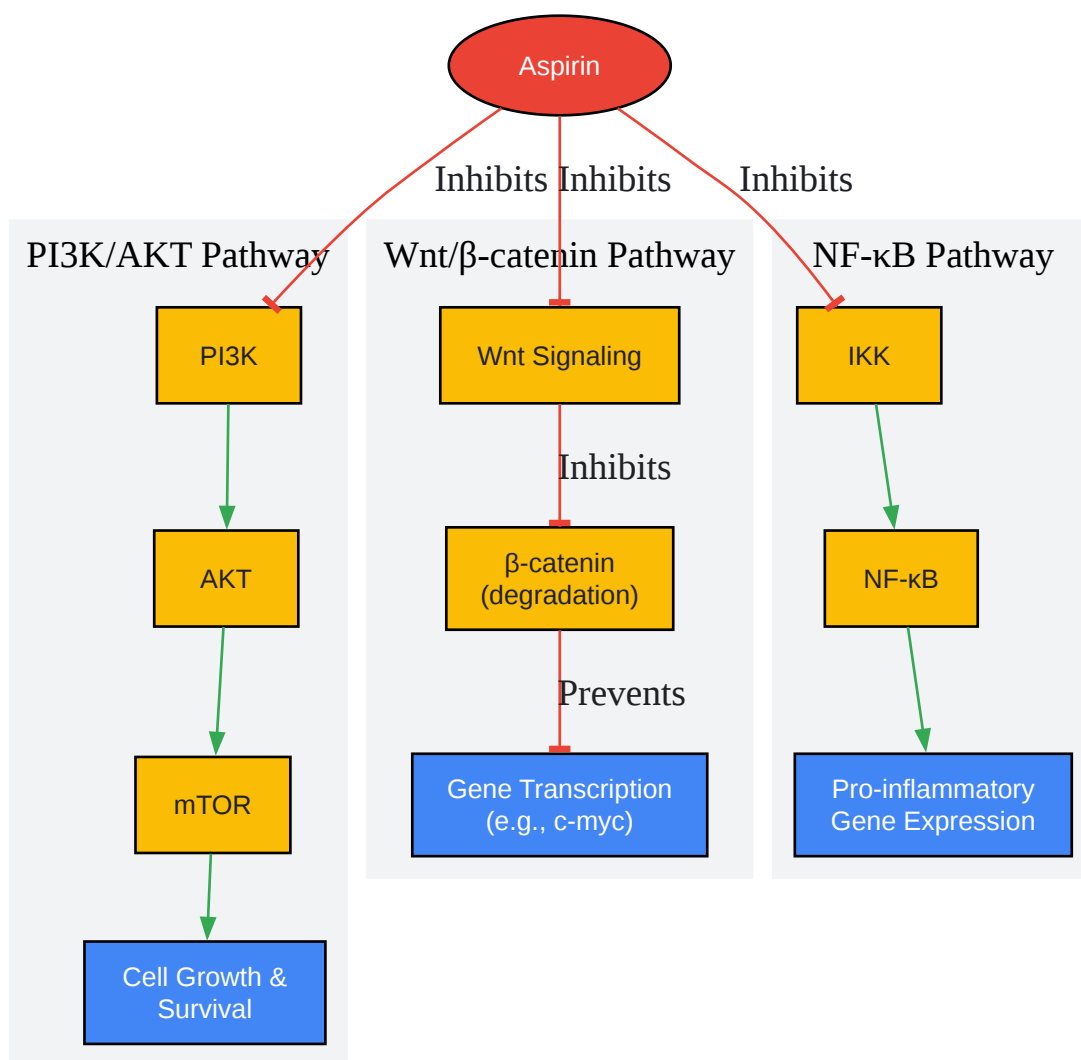 Aspirin
Inhibits
Inhibits
Inhibits
PI3K/AKT Pathway
Wnt/β-catenin Pathway
NF-κB Pathway
PI3K
Wnt Signaling
IKK
Inhibits
AKT
β-catenin
(degradation)
NF-κB
Prevents
mTOR
Gene Transcription
(e.g., c-myc)
Pro-inflammatory
Gene Expression
Cell Growth &
Survival